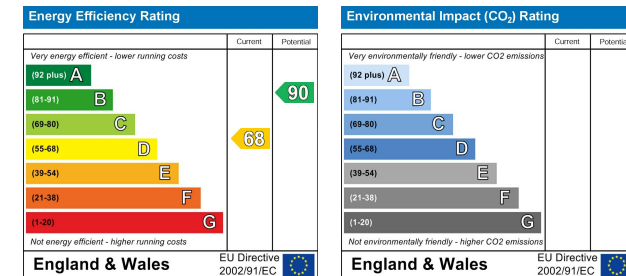 Energy Efficiency Rating
Current Potential
Very energy efficient - lower running costs
(92 plus) A
(81-91) B
90
(69-80) C
68
(55-68) D
(39-54) E
(21-38) F
(1-20) G
Not energy efficient - higher running costs
England & Wales
EU Directive
2002/91/EC
Environmental Impact (CO₂) Rating
Current Potential
Very environmentally friendly - lower CO2 emissions
(92 plus) A
(81-91) B
(69-80) C
(55-68) D
(39-54) E
(21-38) F
(1-20) G
Not environmentally friendly - higher CO2 emissions
England & Wales
EU Directive
2002/91/EC